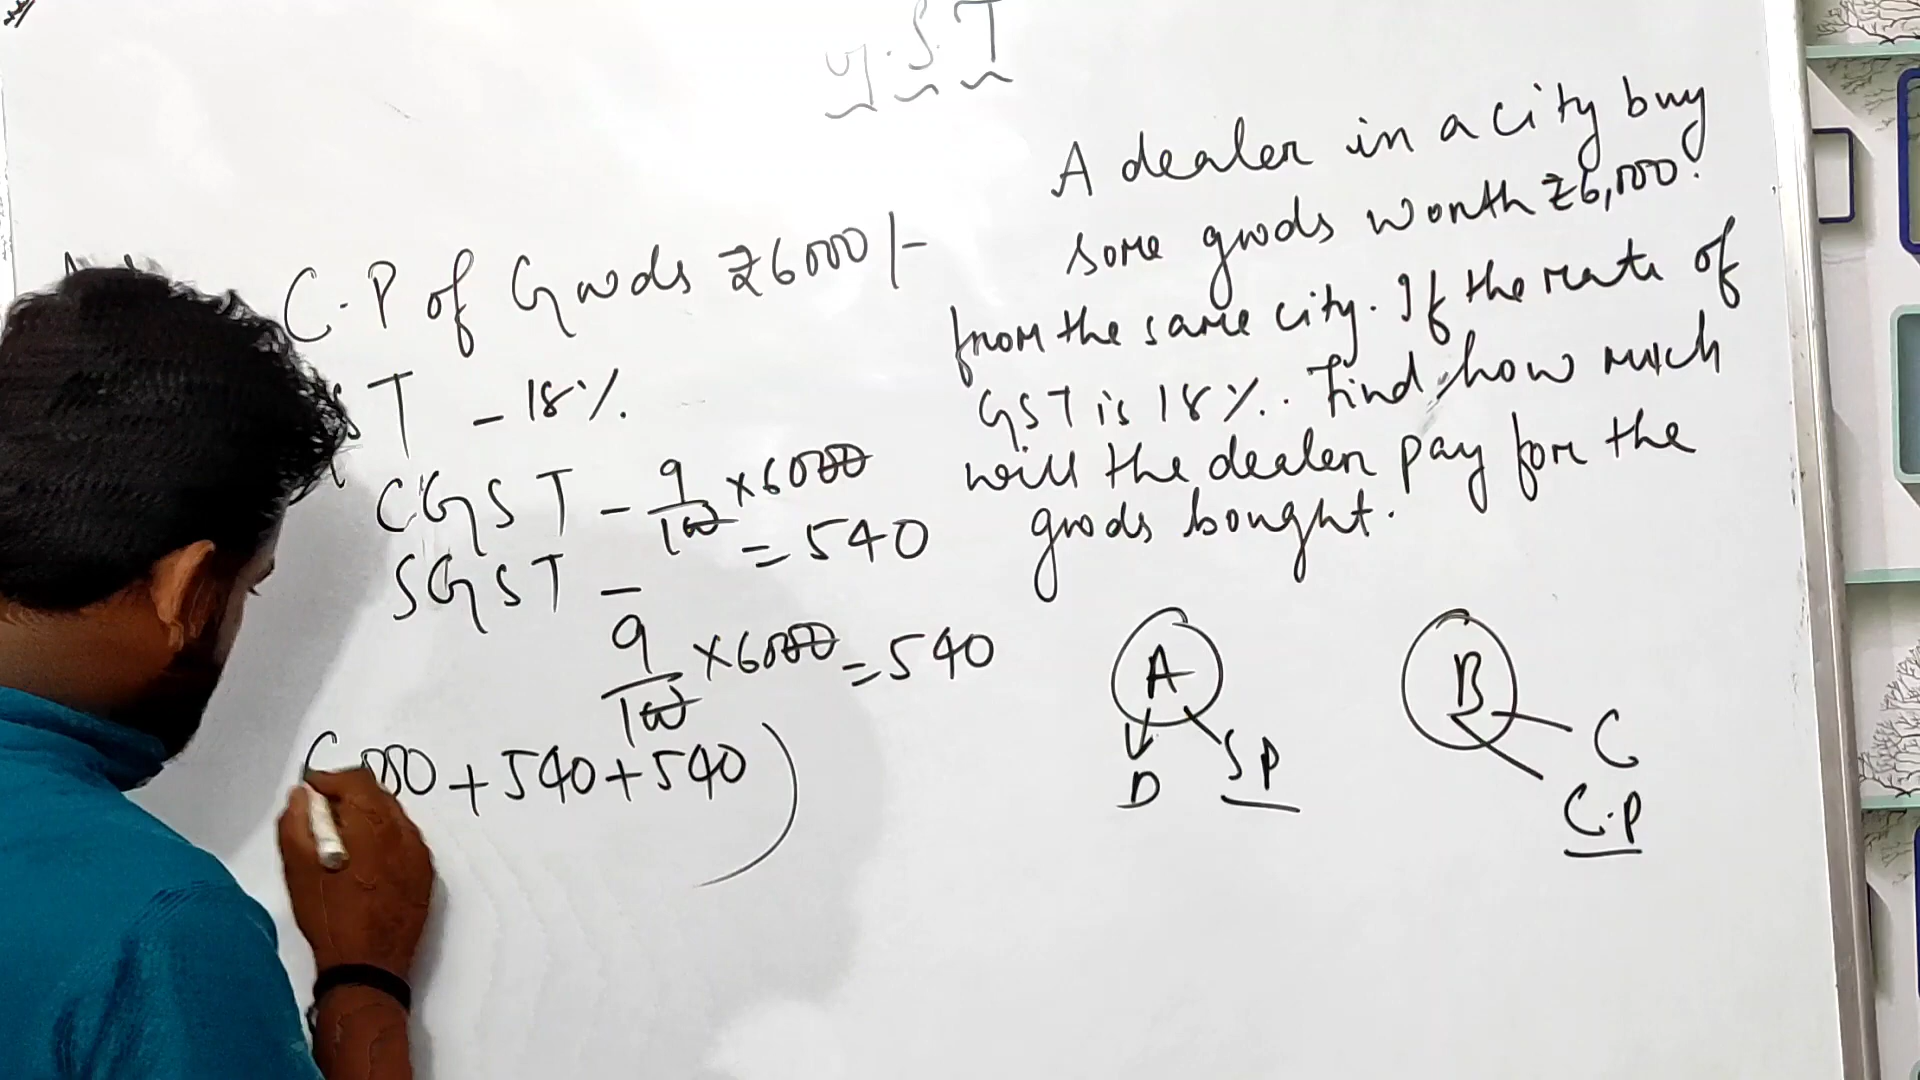 G.S.T
A dealer in a city buy
some goods worth ₹6,000.
from the same city. If the rate of
GST is 18%. Find how much
will the dealer pay for the
goods bought.
C.P of Goods ₹6000/-
ST - 18%.
CGST - 9/100 × 6000
= 540
SGST -
9/100 × 6000 = 540
6000 + 540 + 540)
A
D
SP
B
C
C.P